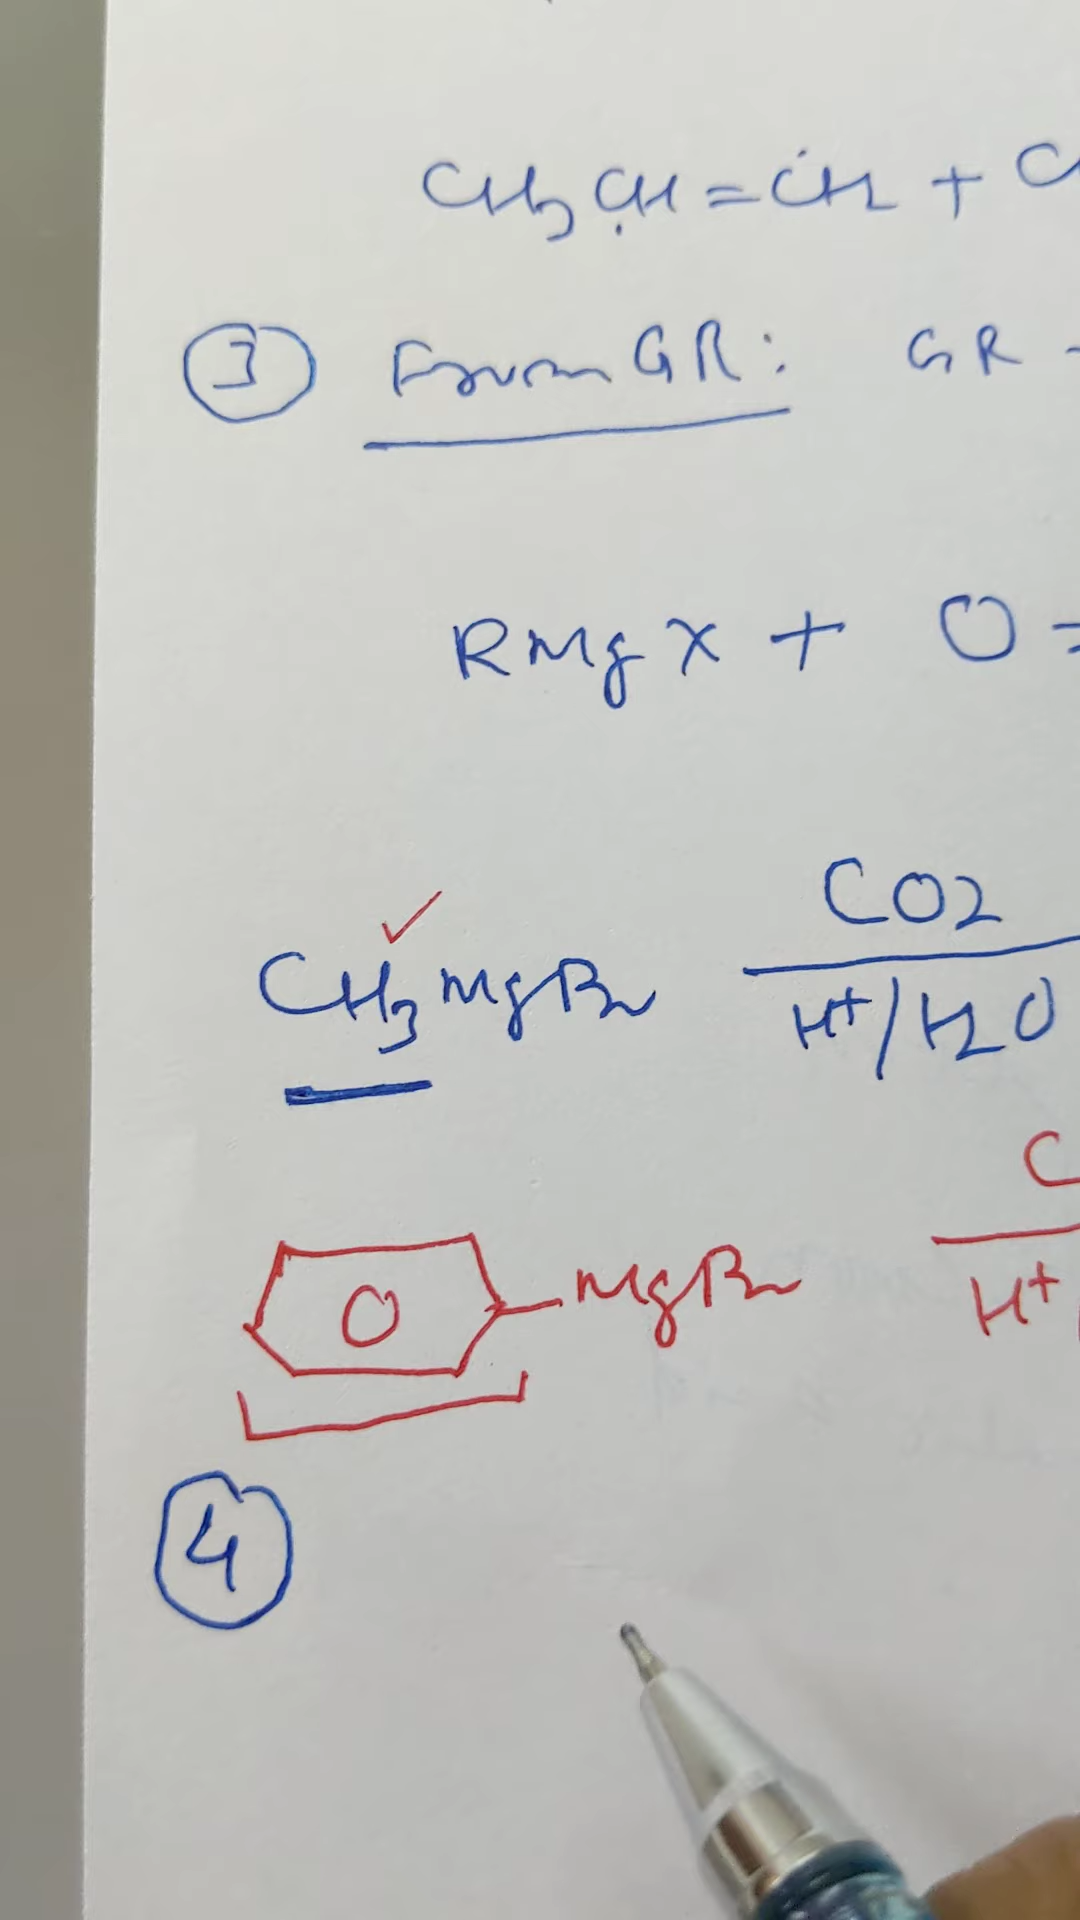 CH3CH=CH2 + C
③ From GR: GR -
RMgX + O=
CH3MgBr CO2
H+/H2O
C
O -MgBr H+
④